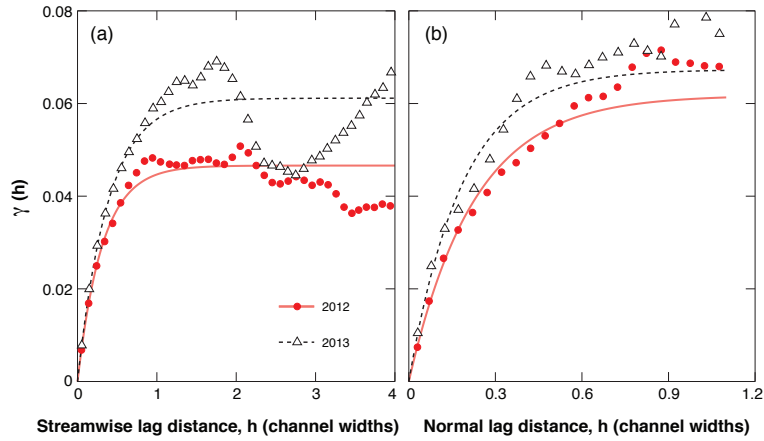 (a)
(b)
0.08
0.06
0.04
0.02
0
γ (h)
2012
2013
0 1 2 3 4
0 0.3 0.6 0.9 1.2
Streamwise lag distance, h (channel widths)
Normal lag distance, h (channel widths)